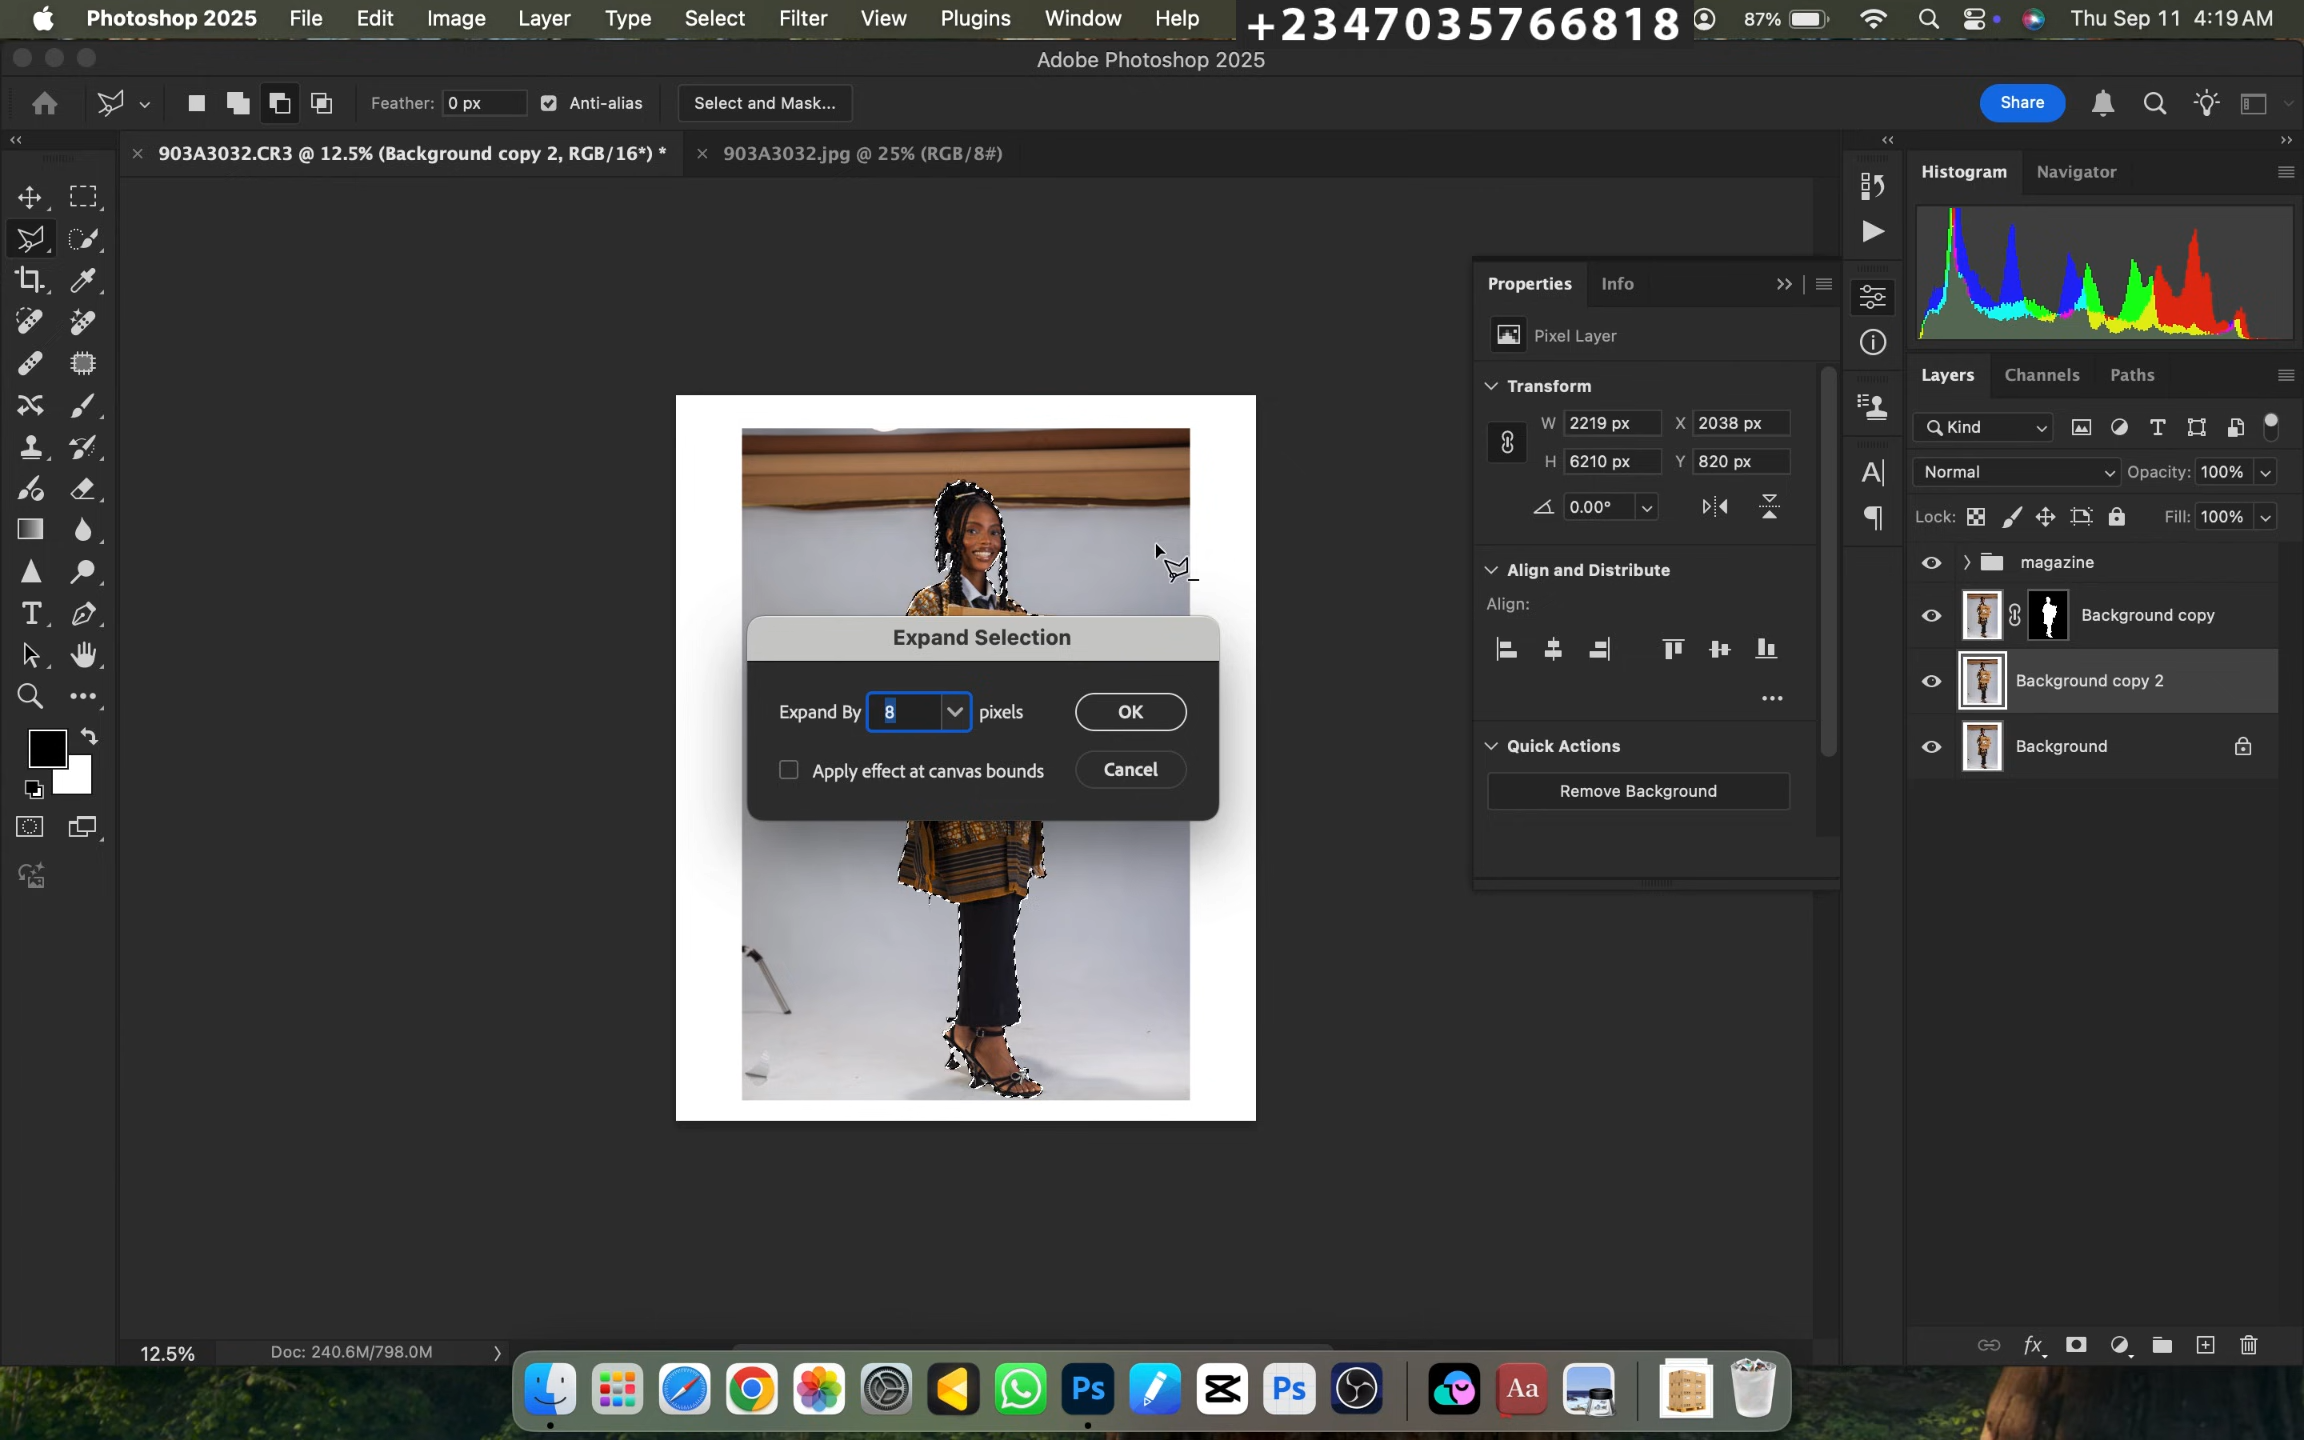 Photoshop 2025 File Edit Image Layer Type Select Filter View Plugins Window Help +2347035766818 87% Thu Sep 11 4:19 AM
Adobe Photoshop 2025
Feather: 0 px Anti-alias Select and Mask... Share
903A3032.CR3 @ 12.5% (Background copy 2, RGB/16*) * 903A3032.jpg @ 25% (RGB/8#)
Histogram Navigator
Properties Info
Pixel Layer
Transform
W 2219 px X 2038 px
H 6210 px Y 820 px
0.00°
Align and Distribute
Align:
Quick Actions
Remove Background
Layers Channels Paths
Kind
Normal Opacity: 100%
Lock: Fill: 100%
magazine
Background copy
Background copy 2
Background
Expand Selection
Expand By 8 pixels OK
Apply effect at canvas bounds Cancel
12.5% Doc: 240.6M/798.0M
Ps Ps Aa